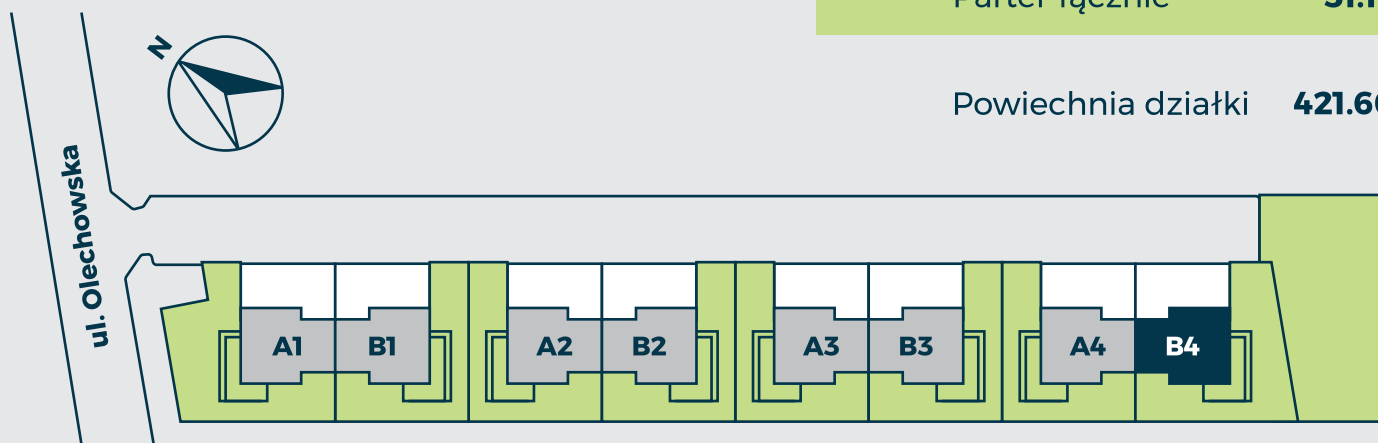 Parter łącznie
N
Powiechnia działki
ul. Olechowska
A1 B1 A2 B2 A3 B3 A4 B4